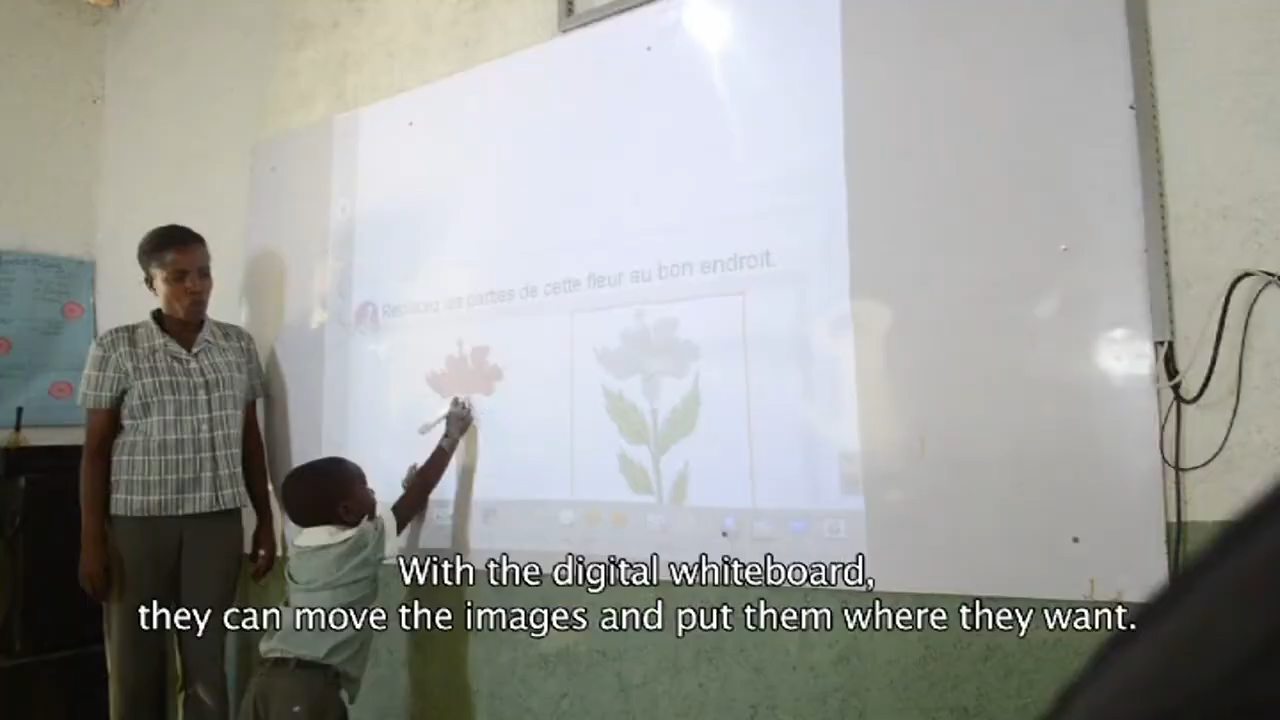 Replacez les parties de cette fleur au bon endroit.
With the digital whiteboard,
they can move the images and put them where they want.